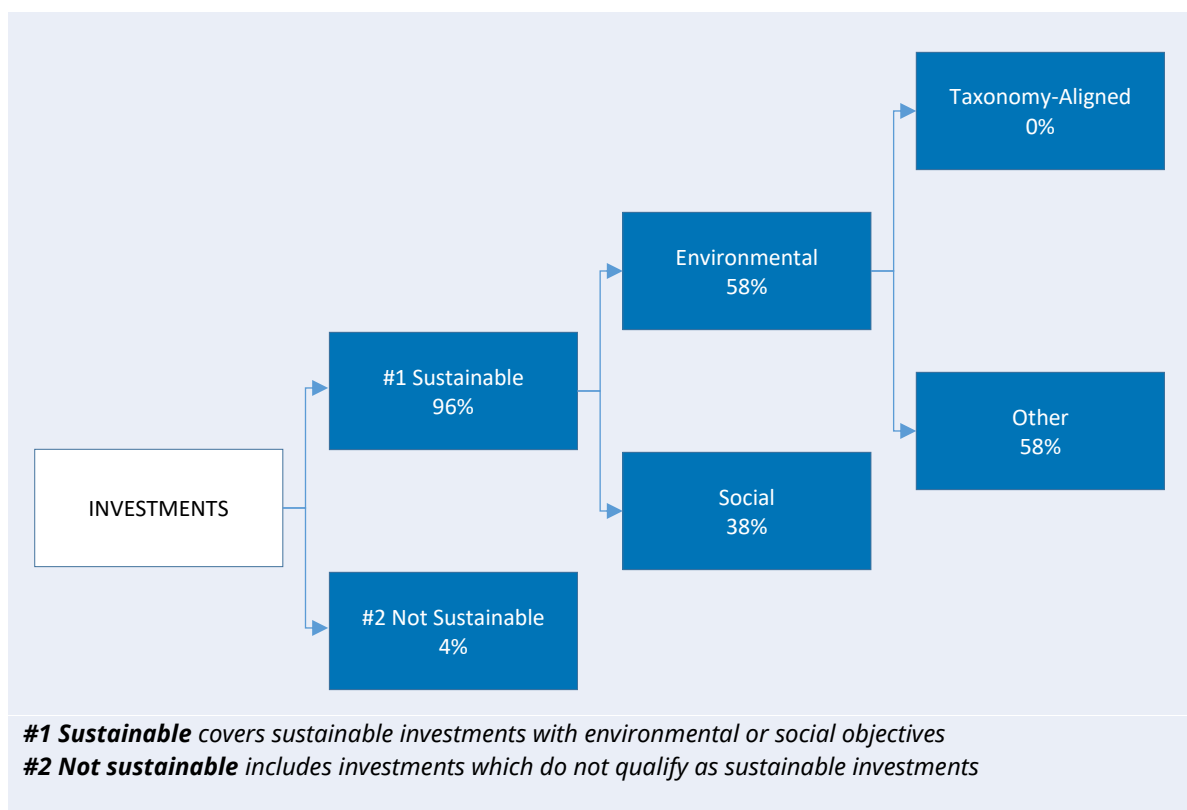 INVESTMENTS
#1 Sustainable
96%
#2 Not Sustainable
4%
Environmental
58%
Social
38%
Taxonomy-Aligned
0%
Other
58%
#1 Sustainable covers sustainable investments with environmental or social objectives
#2 Not sustainable includes investments which do not qualify as sustainable investments